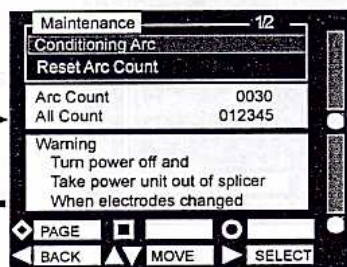 Maintenance 1/2
Conditioning Arc
Reset Arc Count
Arc Count 0030
All Count 012345
Warning
Turn power off and
Take power unit out of splicer
When electrodes changed
PAGE
BACK MOVE SELECT